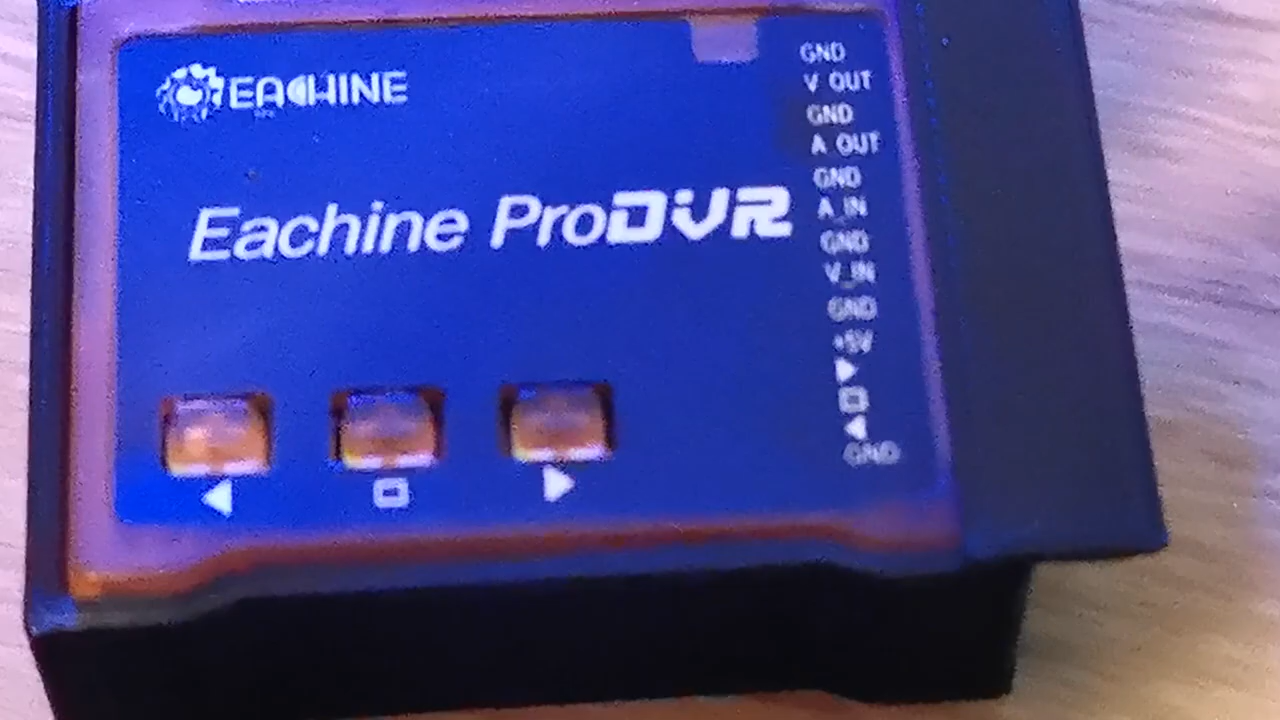 EACHINE
Eachine ProDVR
GND
V OUT
GND
A OUT
GND
A_IN
GND
V_IN
GND
+5V
GND